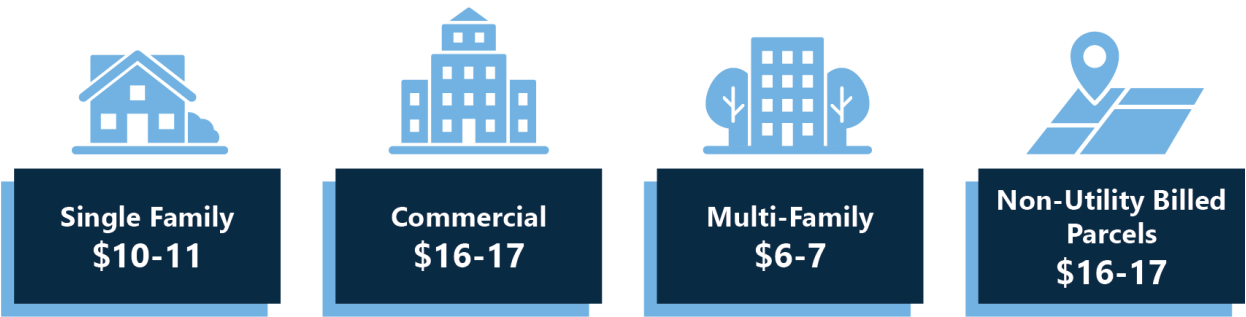 Single Family
$10-11
Commercial
$16-17
Multi-Family
$6-7
Non-Utility Billed
Parcels
$16-17